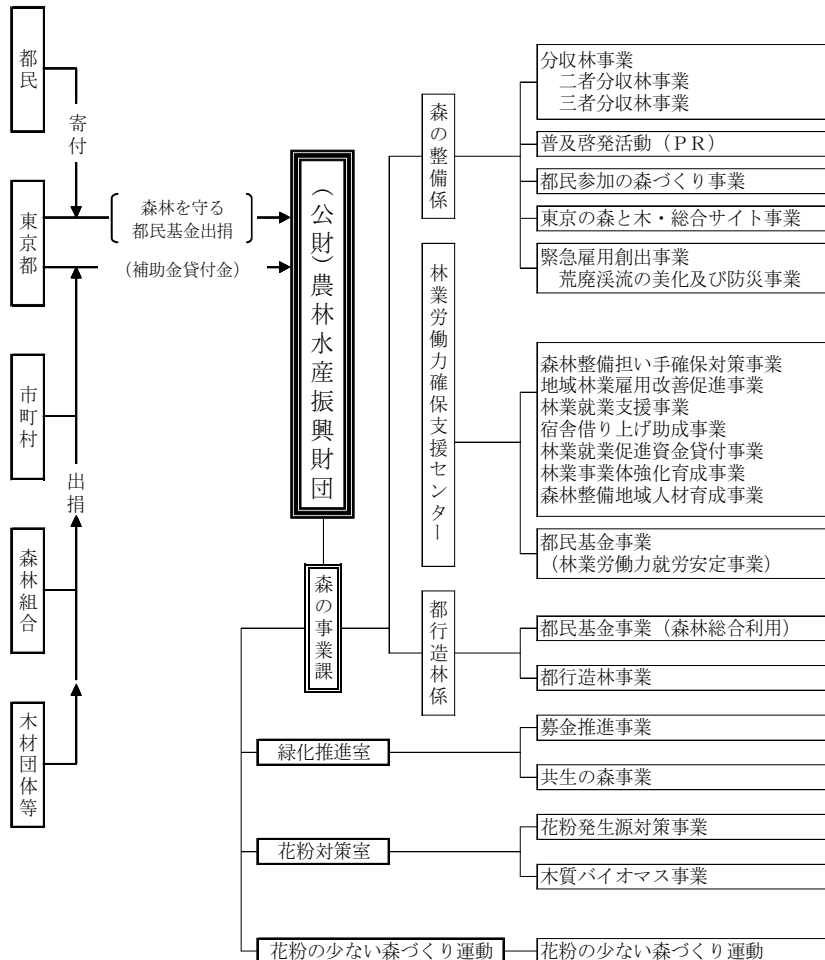 都民
寄付
東京都
森林を守る
都民基金出捐
（補助金貸付金）
市町村
出捐
森林組合
木材団体等
（公財）農林水産振興財団
森の事業課
森の整備係
分収林事業
二者分収林事業
三者分収林事業
普及啓発活動（ＰＲ）
都民参加の森づくり事業
東京の森と木・総合サイト事業
緊急雇用創出事業
荒廃渓流の美化及び防災事業
林業労働力確保支援センター
森林整備担い手確保対策事業
地域林業雇用改善促進事業
林業就業支援事業
宿舎借り上げ助成事業
林業就業促進資金貸付事業
林業事業体強化育成事業
森林整備地域人材育成事業
都民基金事業
（林業労働力就労安定事業）
都行造林係
都民基金事業（森林総合利用）
都行造林事業
緑化推進室
募金推進事業
共生の森事業
花粉対策室
花粉発生源対策事業
木質バイオマス事業
花粉の少ない森づくり運動
花粉の少ない森づくり運動